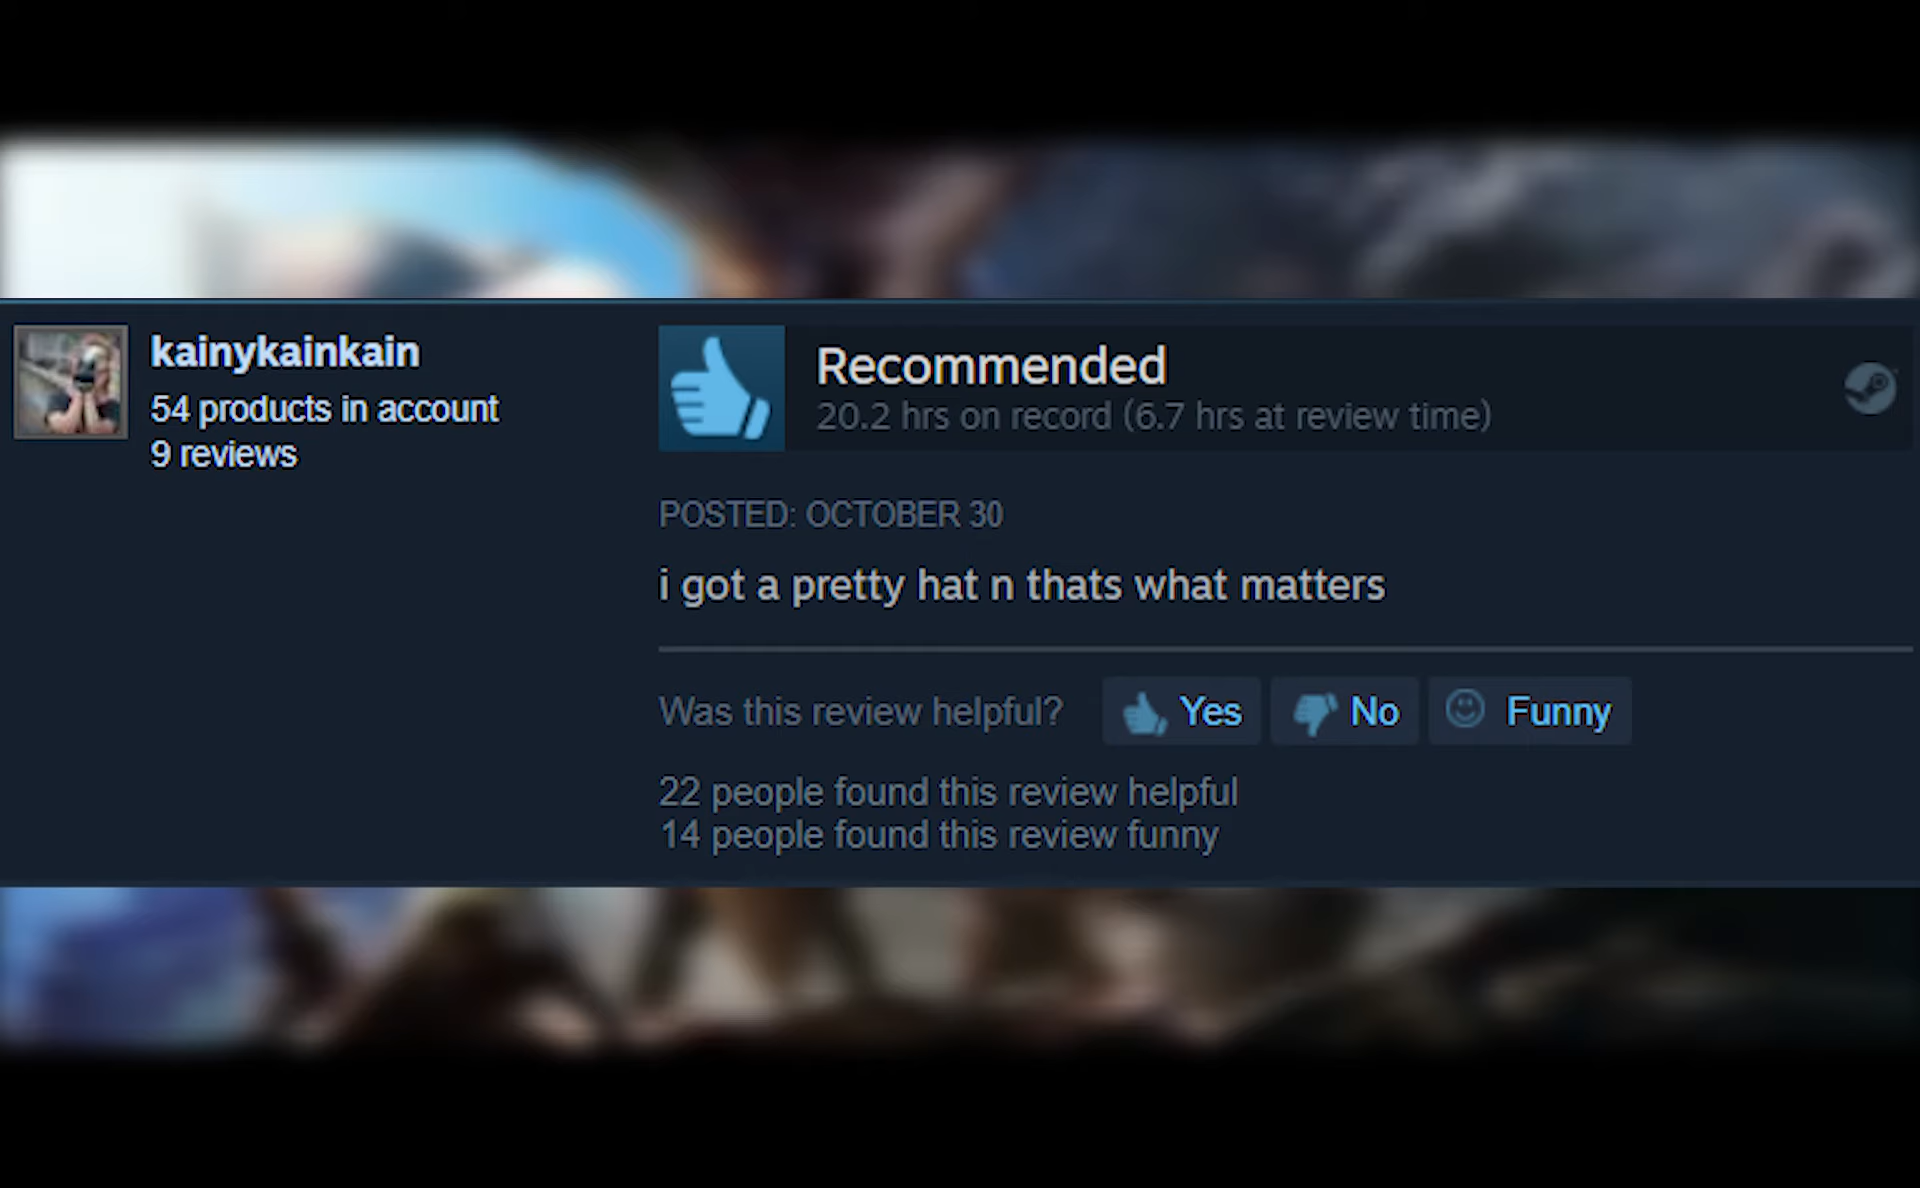 kainykainkain
54 products in account
9 reviews
Recommended
20.2 hrs on record (6.7 hrs at review time)
POSTED: OCTOBER 30
i got a pretty hat n thats what matters
Was this review helpful? Yes No Funny
22 people found this review helpful
14 people found this review funny